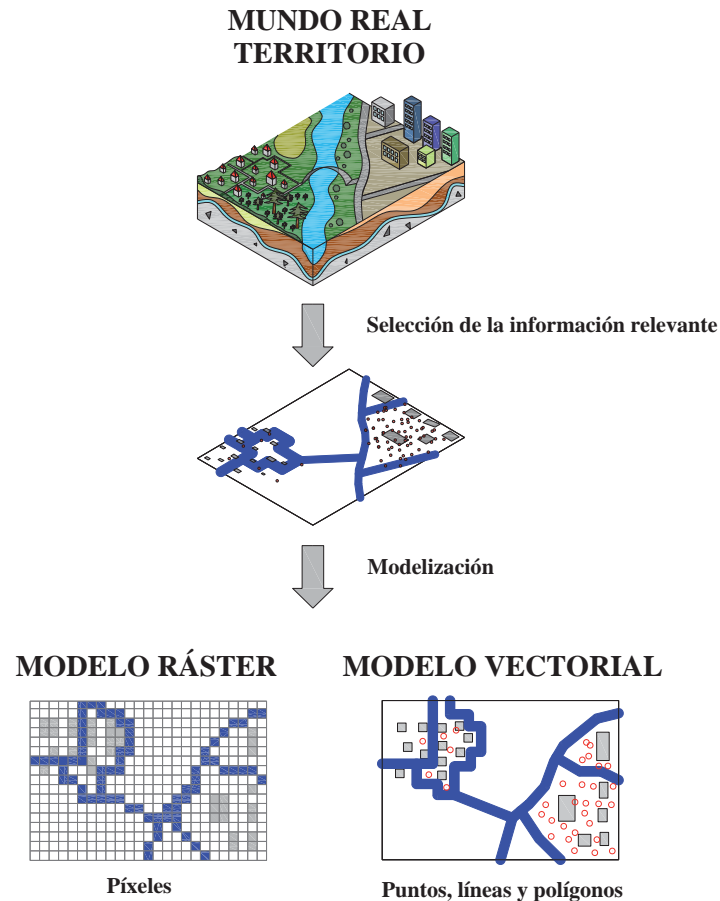 MUNDO REAL
TERRITORIO
Selección de la información relevante
Modelización
MODELO RÁSTER
MODELO VECTORIAL
Píxeles
Puntos, líneas y polígonos